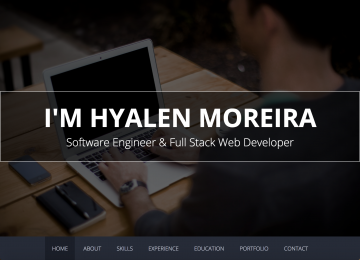 I'M HYALEN MOREIRA
Software Engineer & Full Stack Web Developer
HOME ABOUT SKILLS EXPERIENCE EDUCATION PORTFOLIO CONTACT